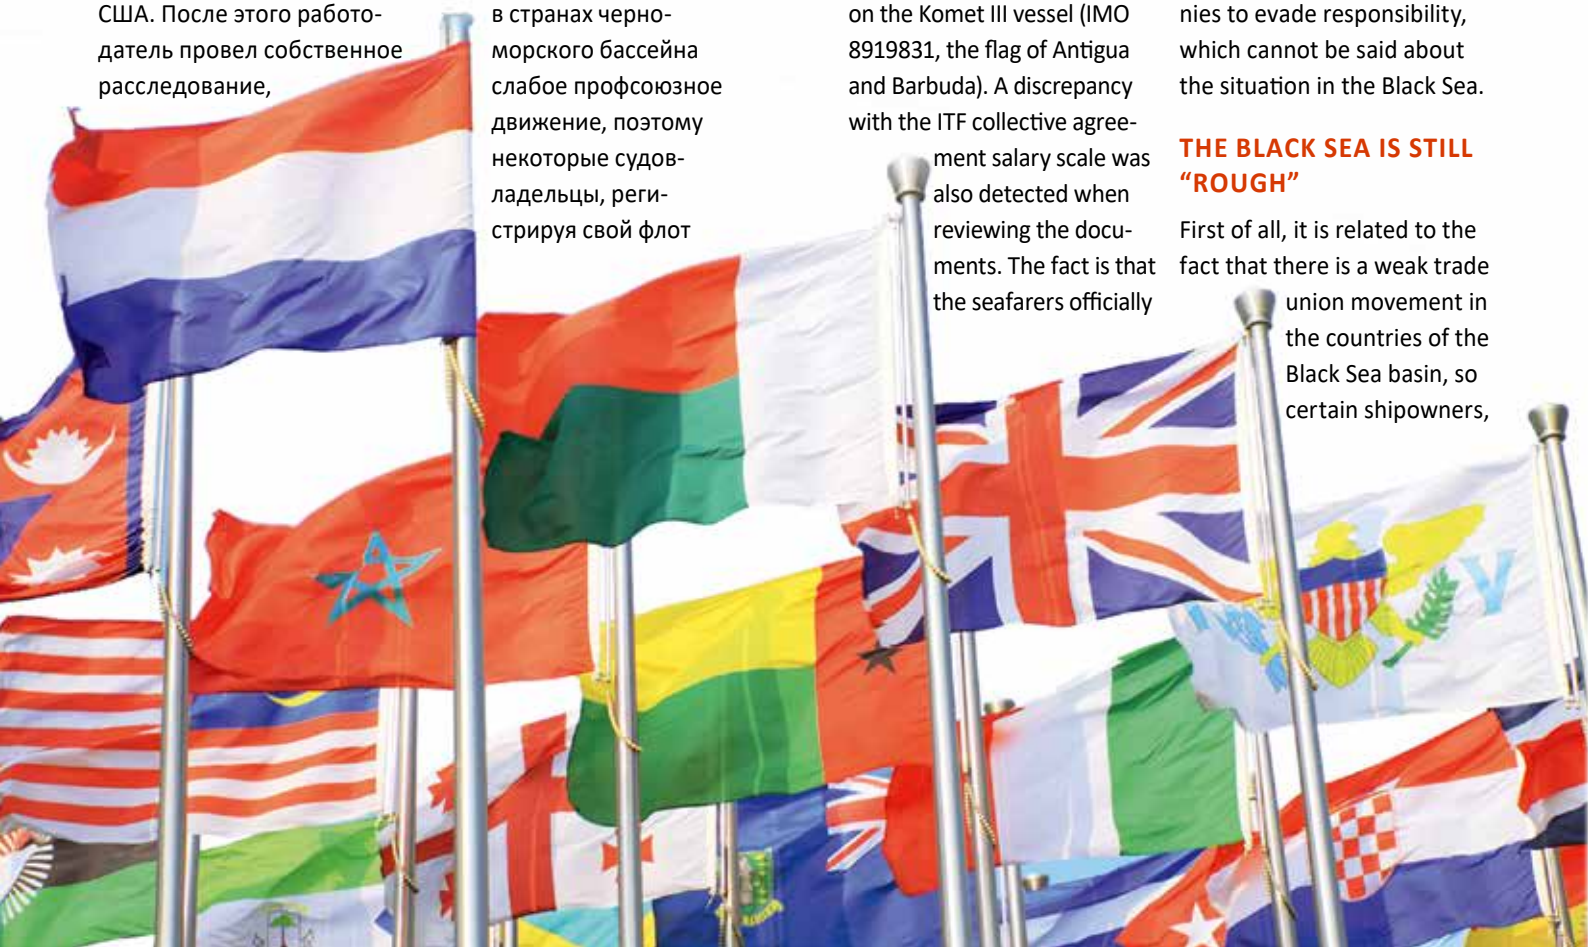 США. После этого работо-
датель провел собственное
расследование,
в странах черно-
морского бассейна
слабое профсоюзное
движение, поэтому
некоторые судов-
ладельцы, реги-
стрируя свой флот
on the Komet III vessel (IMO
8919831, the flag of Antigua
and Barbuda). A discrepancy
with the ITF collective agree-
ment salary scale was
also detected when
reviewing the docu-
ments. The fact is that
the seafarers officially
nies to evade responsibility,
which cannot be said about
the situation in the Black Sea.
THE BLACK SEA IS STILL
“ROUGH”
First of all, it is related to the
fact that there is a weak trade
union movement in
the countries of the
Black Sea basin, so
certain shipowners,
V